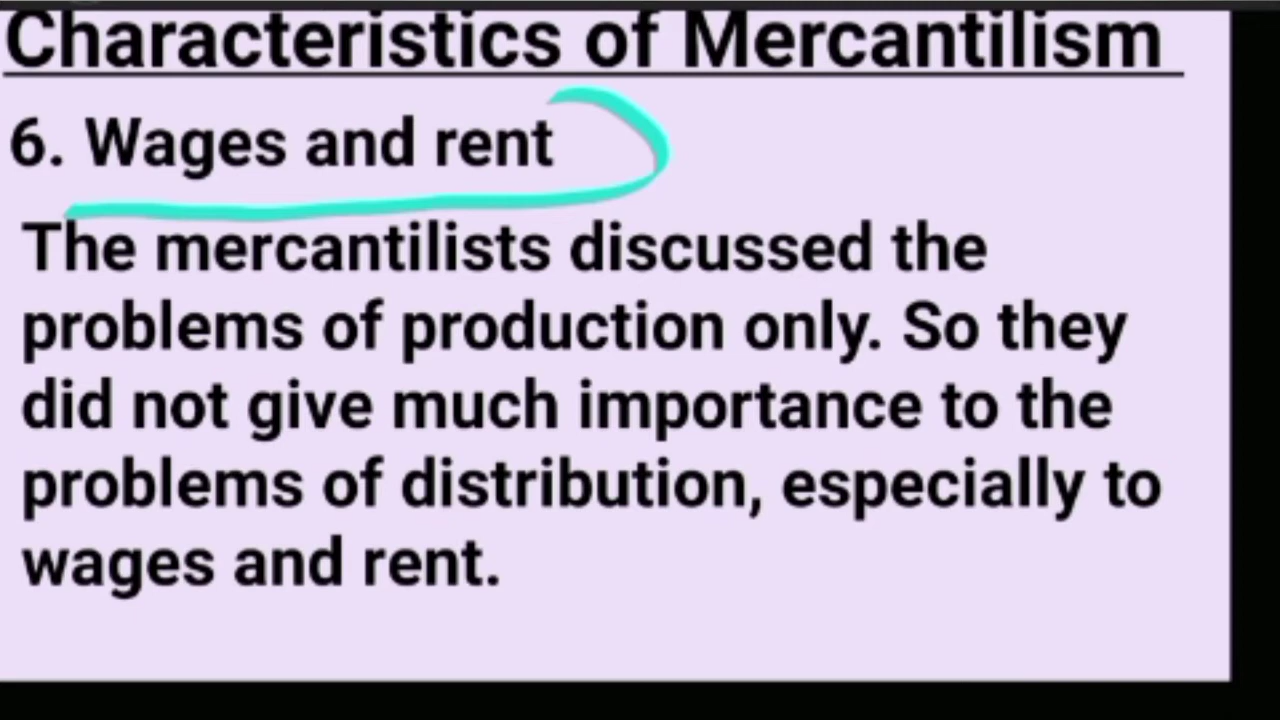 Characteristics of Mercantilism
6. Wages and rent
The mercantilists discussed the
problems of production only. So they
did not give much importance to the
problems of distribution, especially to
wages and rent.